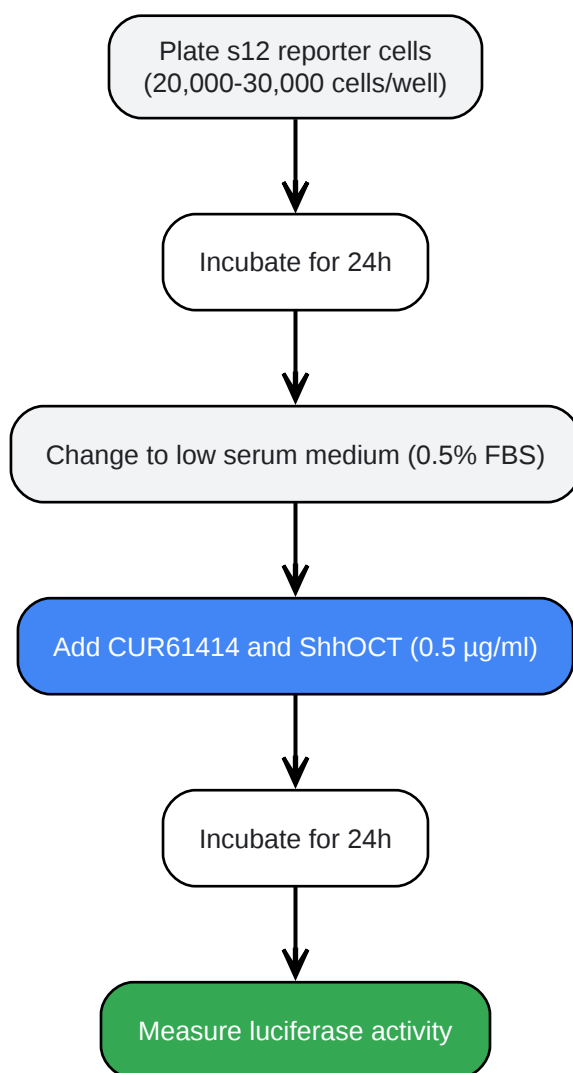 Plate s12 reporter cells
(20,000-30,000 cells/well)
Incubate for 24h
Change to low serum medium (0.5% FBS)
Add CUR61414 and ShhOCT (0.5 µg/ml)
Incubate for 24h
Measure luciferase activity